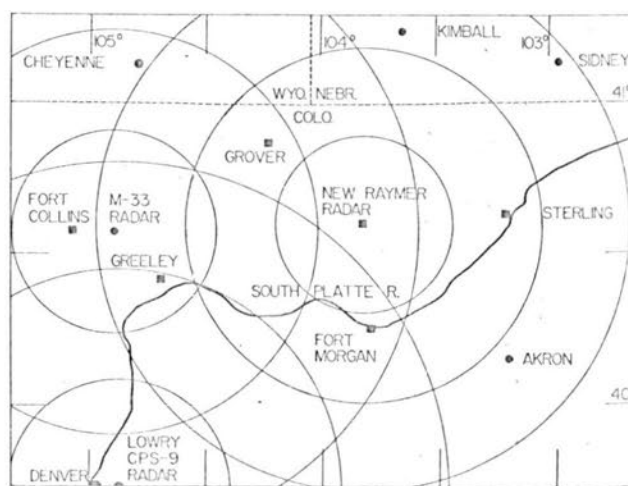 105°
104°
103°
KIMBALL
CHEYENNE
SIDNEY
WYO. NEBR.
41°
COLO.
GROVER
FORT
COLLINS
M-33
RADAR
NEW RAYMER
RADAR
STERLING
GREELEY
SOUTH PLATTE R.
FORT
MORGAN
AKRON
40
LOWRY
CPS-9
RADAR
DENVER